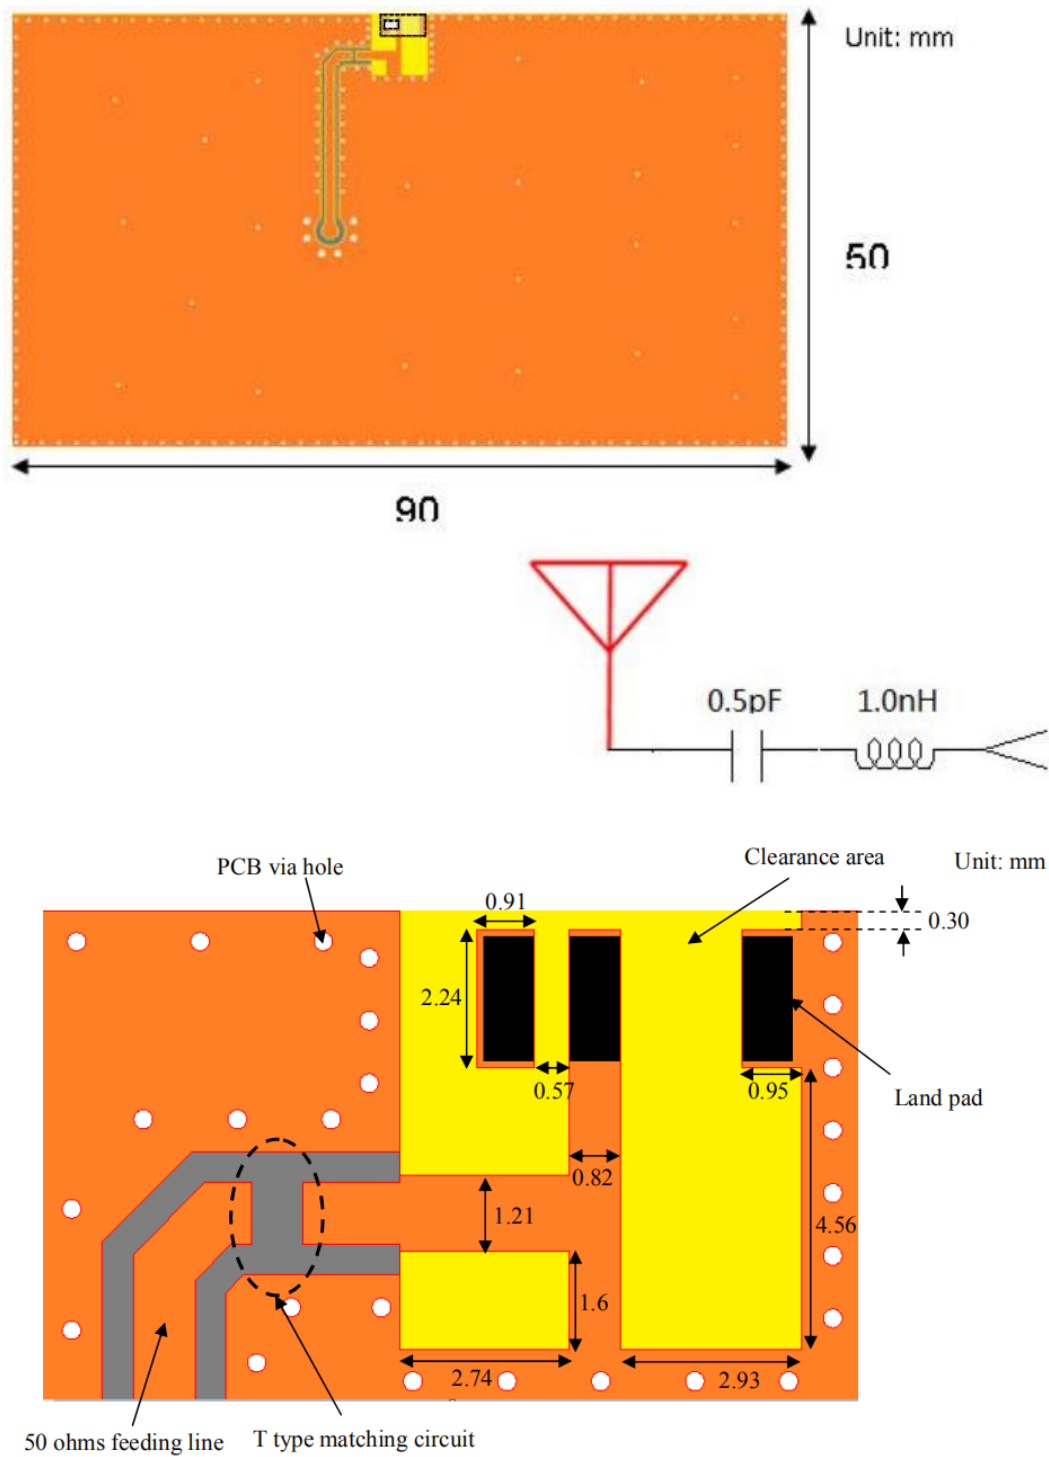 Unit: mm
50
90
0.5pF
1.0nH
PCB via hole
Clearance area
Unit: mm
0.91
0.30
2.24
0.57
0.95
Land pad
0.82
1.21
4.56
1.6
2.74
2.93
50 ohms feeding line
T type matching circuit